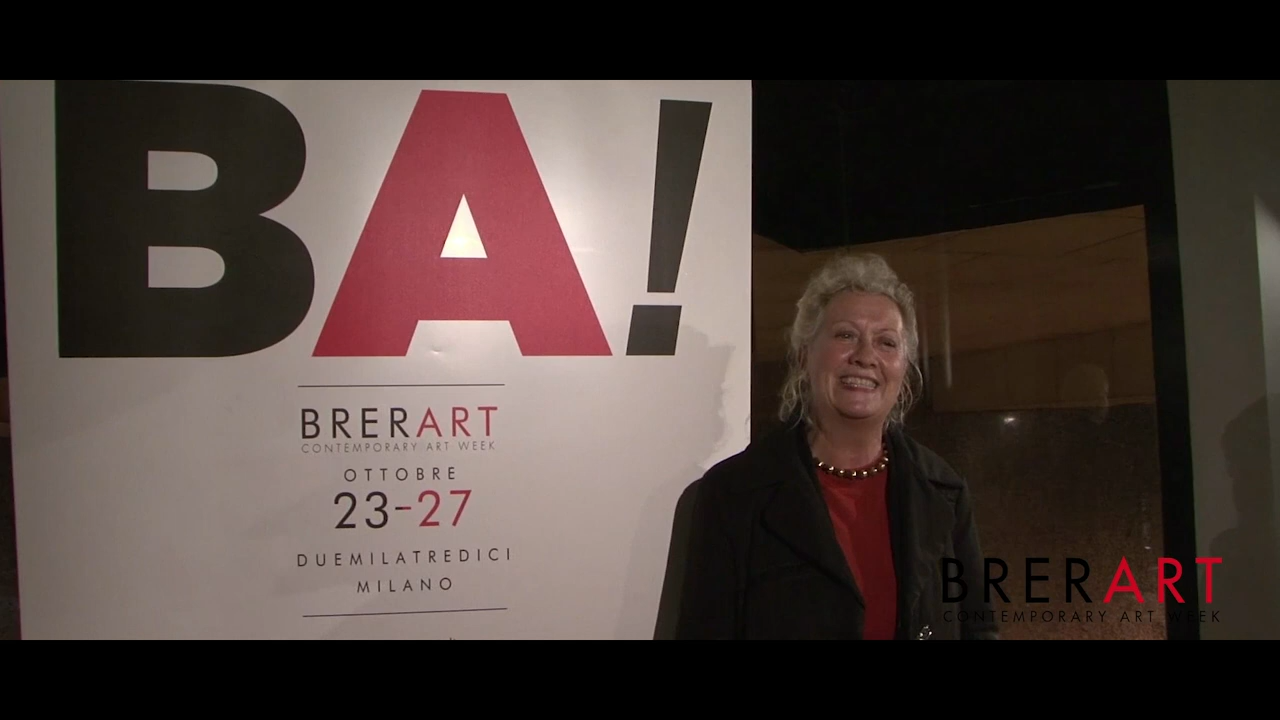 BA!
BRERART
CONTEMPORARY ART WEEK
OTTOBRE
23-27
DUEMILATREDICI
MILANO
BRERART
CONTEMPORARY ART WEEK